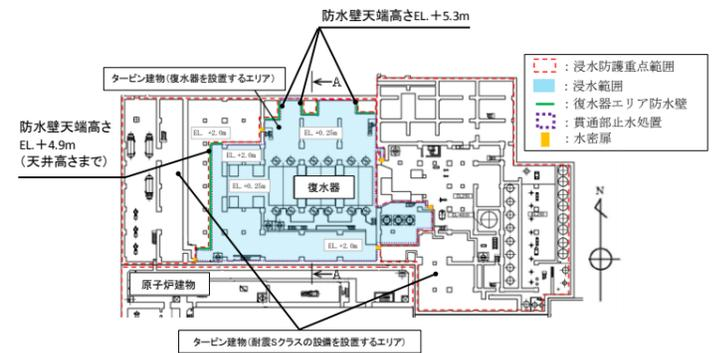 防水壁天端高さEL.＋5.3m
タービン建物(復水器を設置するエリア)
A
防水壁天端高さ
EL.＋4.9m
(天井高さまで)
EL. +2.0m
EL. +0.25m
EL. +2.0m
EL. +0.25m
復水器
EL. +2.0m
A
原子炉建物
タービン建物(耐震Sクラスの設備を設置するエリア)
：浸水防護重点範囲
：浸水範囲
：復水器エリア防水壁
：貫通部止水処置
：水密扉
N